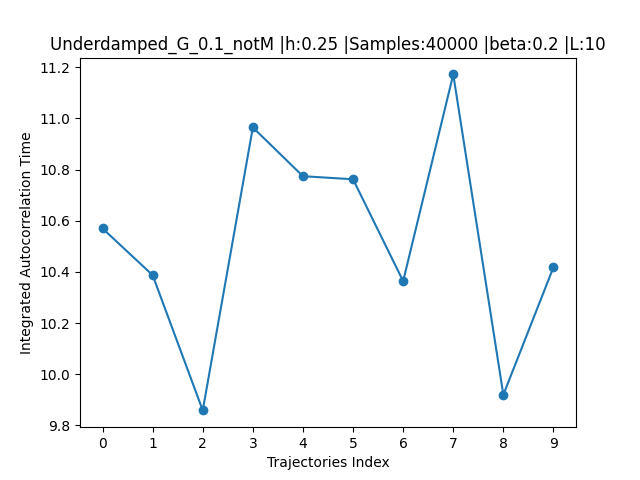 Underdamped_G_0.1_notM |h:0.25 |Samples:40000 |beta:0.2 |L:10
Integrated Autocorrelation Time
11.2
11.0
10.8
10.6
10.4
10.2
10.0
9.8
0 1 2 3 4 5 6 7 8 9
Trajectories Index